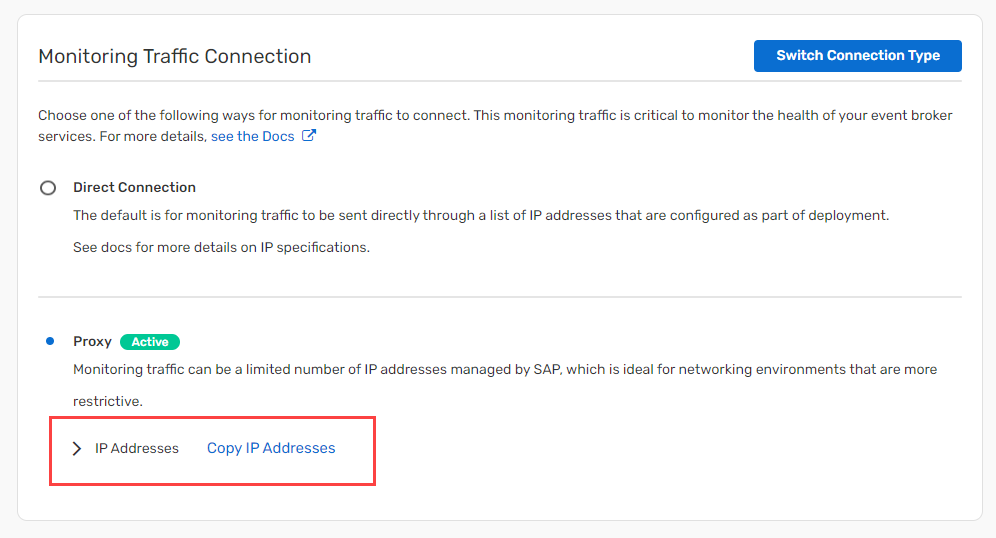 Monitoring Traffic Connection
Switch Connection Type
Choose one of the following ways for monitoring traffic to connect. This monitoring traffic is critical to monitor the health of your event broker
services. For more details, see the Docs
Direct Connection
The default is for monitoring traffic to be sent directly through a list of IP addresses that are configured as part of deployment.
See docs for more details on IP specifications.
Proxy Active
Monitoring traffic can be a limited number of IP addresses managed by SAP, which is ideal for networking environments that are more
restrictive.
IP Addresses Copy IP Addresses